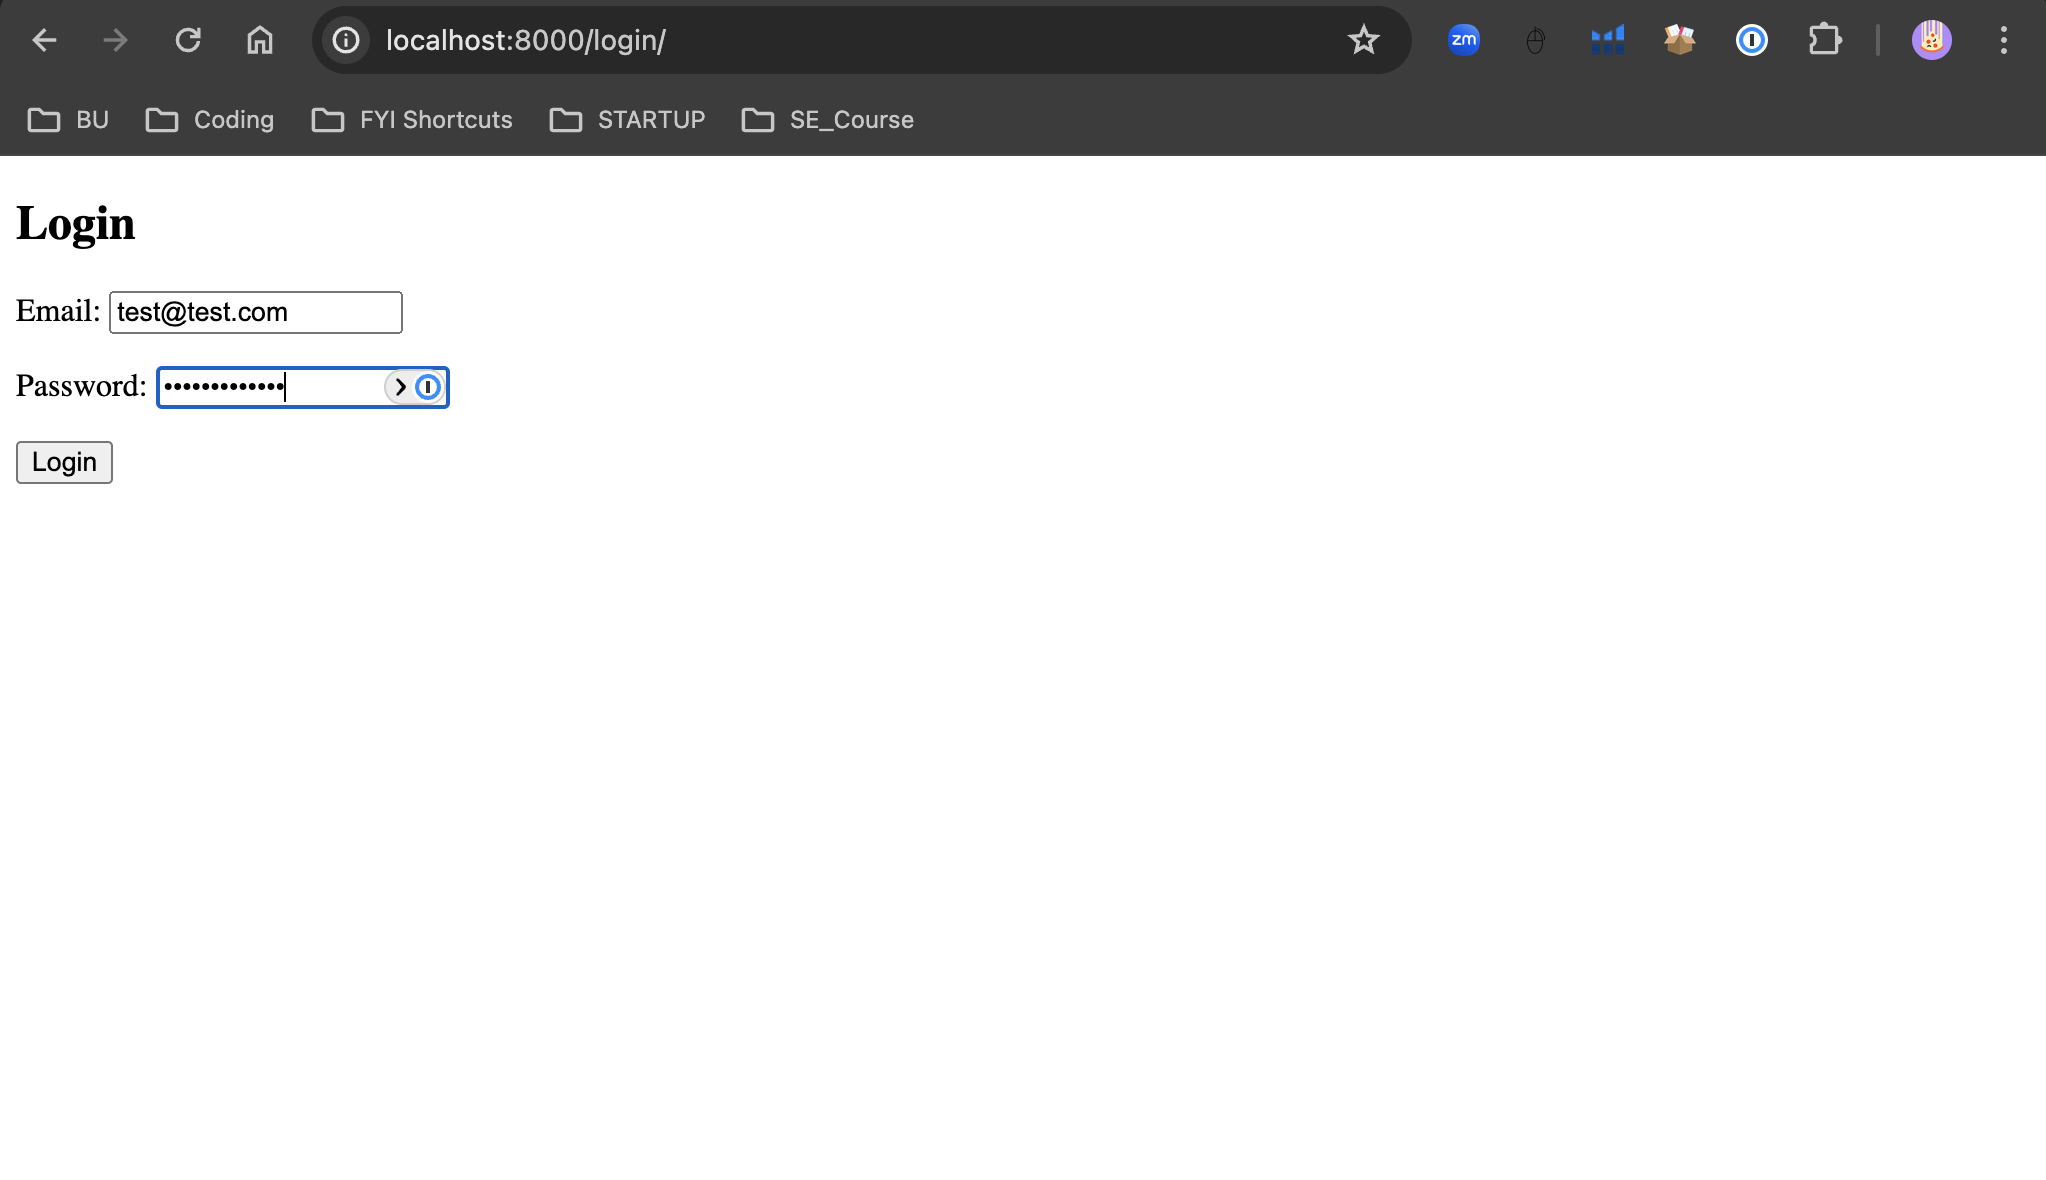 localhost:8000/login/
zm
BU Coding FYI Shortcuts STARTUP SE_Course
Login
Email: test@test.com
Password: •••••••••••••
Login